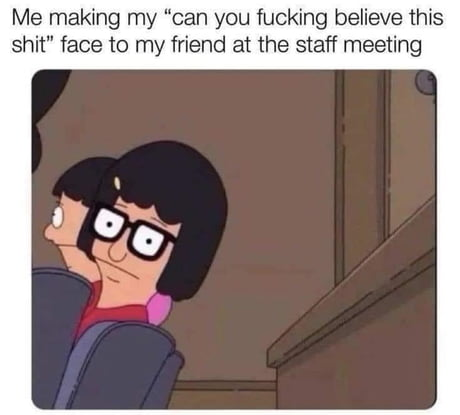 Me making my “can you fucking believe this
shit” face to my friend at the staff meeting